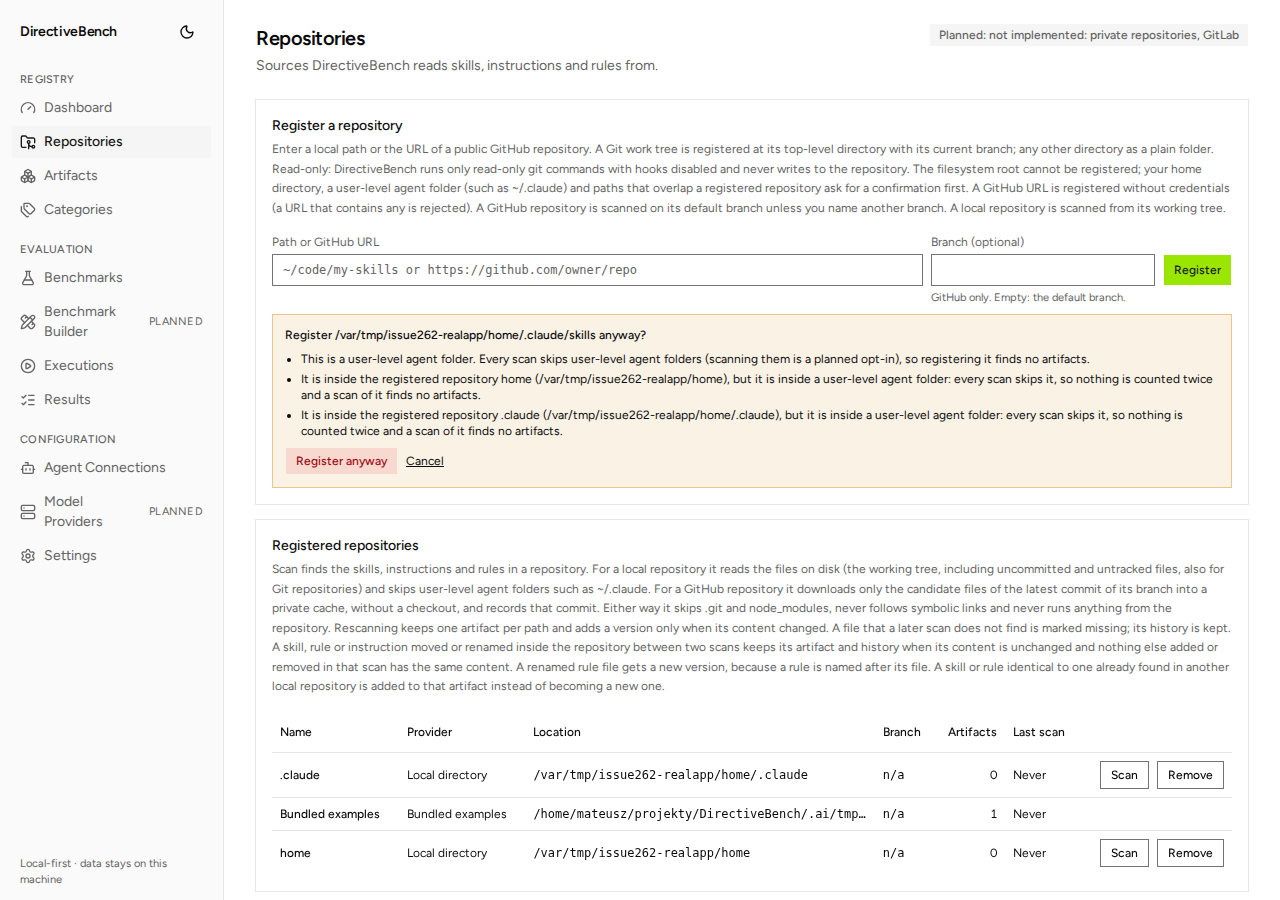 DirectiveBench
REGISTRY
Dashboard
Repositories
Artifacts
Categories
EVALUATION
Benchmarks
Benchmark
Builder
PLANNED
Executions
Results
CONFIGURATION
Agent Connections
Model
Providers
PLANNED
Settings
Local-first · data stays on this
machine
Repositories
Planned: not implemented: private repositories, GitLab
Sources DirectiveBench reads skills, instructions and rules from.
Register a repository
Enter a local path or the URL of a public GitHub repository. A Git work tree is registered at its top-level directory with its current branch; any other directory as a plain folder.
Read-only: DirectiveBench runs only read-only git commands with hooks disabled and never writes to the repository. The filesystem root cannot be registered; your home
directory, a user-level agent folder (such as ~/.claude) and paths that overlap a registered repository ask for a confirmation first. A GitHub URL is registered without credentials
(a URL that contains any is rejected). A GitHub repository is scanned on its default branch unless you name another branch. A local repository is scanned from its working tree.
Path or GitHub URL
Branch (optional)
~/code/my-skills or https://github.com/owner/repo
Register
GitHub only. Empty: the default branch.
Register /var/tmp/issue262-realapp/home/.claude/skills anyway?
• This is a user-level agent folder. Every scan skips user-level agent folders (scanning them is a planned opt-in), so registering it finds no artifacts.
• It is inside the registered repository home (/var/tmp/issue262-realapp/home), but it is inside a user-level agent folder: every scan skips it, so nothing is counted twice
and a scan of it finds no artifacts.
• It is inside the registered repository .claude (/var/tmp/issue262-realapp/home/.claude), but it is inside a user-level agent folder: every scan skips it, so nothing is
counted twice and a scan of it finds no artifacts.
Register anyway
Cancel
Registered repositories
Scan finds the skills, instructions and rules in a repository. For a local repository it reads the files on disk (the working tree, including uncommitted and untracked files, also for
Git repositories) and skips user-level agent folders such as ~/.claude. For a GitHub repository it downloads only the candidate files of the latest commit of its branch into a
private cache, without a checkout, and records that commit. Either way it skips .git and node_modules, never follows symbolic links and never runs anything from the
repository. Rescanning keeps one artifact per path and adds a version only when its content changed. A file that a later scan does not find is marked missing; its history is kept.
A skill, rule or instruction moved or renamed inside the repository between two scans keeps its artifact and history when its content is unchanged and nothing else added or
removed in that scan has the same content. A renamed rule file gets a new version, because a rule is named after its file. A skill or rule identical to one already found in another
local repository is added to that artifact instead of becoming a new one.
Name Provider Location Branch Artifacts Last scan
.claude Local directory /var/tmp/issue262-realapp/home/.claude n/a 0 Never Scan Remove
Bundled examples Bundled examples /home/mateusz/projekty/DirectiveBench/.ai/tmp… n/a 1 Never
home Local directory /var/tmp/issue262-realapp/home n/a 0 Never Scan Remove